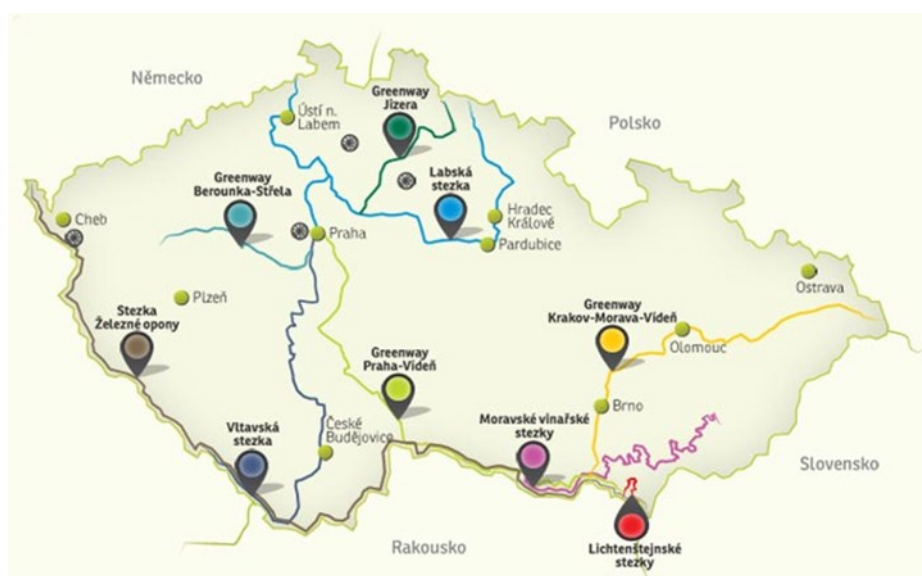 Německo
Polsko
Greenway
Jizera
Ústí n.
Labem
Greenway
Berounka-Střela
Labská
stezka
Hradec
Králové
Cheb
Praha
Pardubice
Ostrava
Plzeň
Stezka
Železné opony
Greenway
Krakov-Morava-Vídeň
Olomouc
Greenway
Praha-Vídeň
Brno
Moravské vinařské
stezky
Vltavská
stezka
České
Budějovice
Slovensko
Rakousko
Lichtenštejnské
stezky